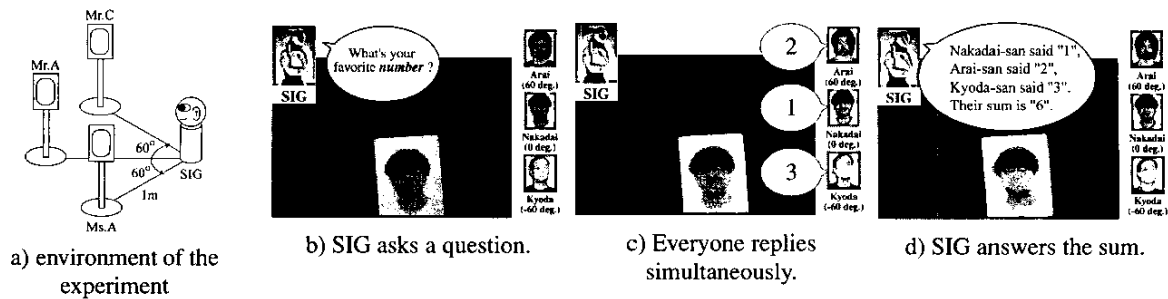 Mr.C
Mr.A
60°
60°
SIG
1m
Ms.A
a) environment of the
experiment
What's your
favorite number ?
SIG
Arai
(60 deg.)
Nakadai
(0 deg.)
Kyoda
(-60 deg.)
b) SIG asks a question.
SIG
2
Arai
(60 deg.)
1
Nakadai
(0 deg.)
3
Kyoda
(-60 deg.)
c) Everyone replies
simultaneously.
Nakadai-san said "1",
Arai-san said "2",
Kyoda-san said "3".
Their sum is "6".
SIG
Arai
(60 deg.)
Nakadai
(0 deg.)
Kyoda
(-60 deg.)
d) SIG answers the sum.